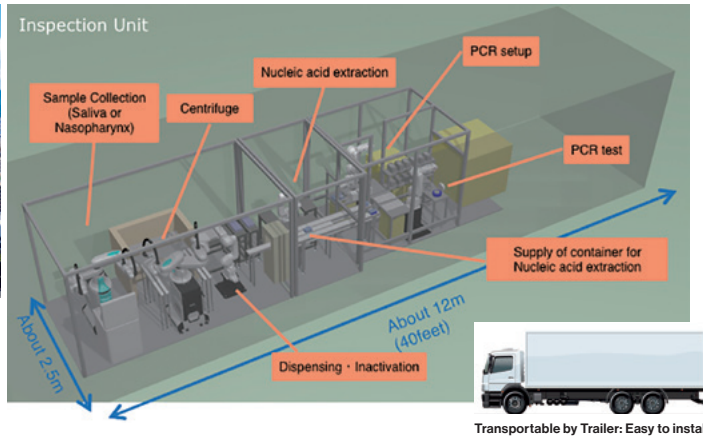 Inspection Unit
PCR setup
Nucleic acid extraction
Sample Collection
(Saliva or
Nasopharynx)
Centrifuge
PCR test
Supply of container for
Nucleic acid extraction
About 12m
(40feet)
About 2.5m
Dispensing・Inactivation
Transportable by Trailer: Easy to instal